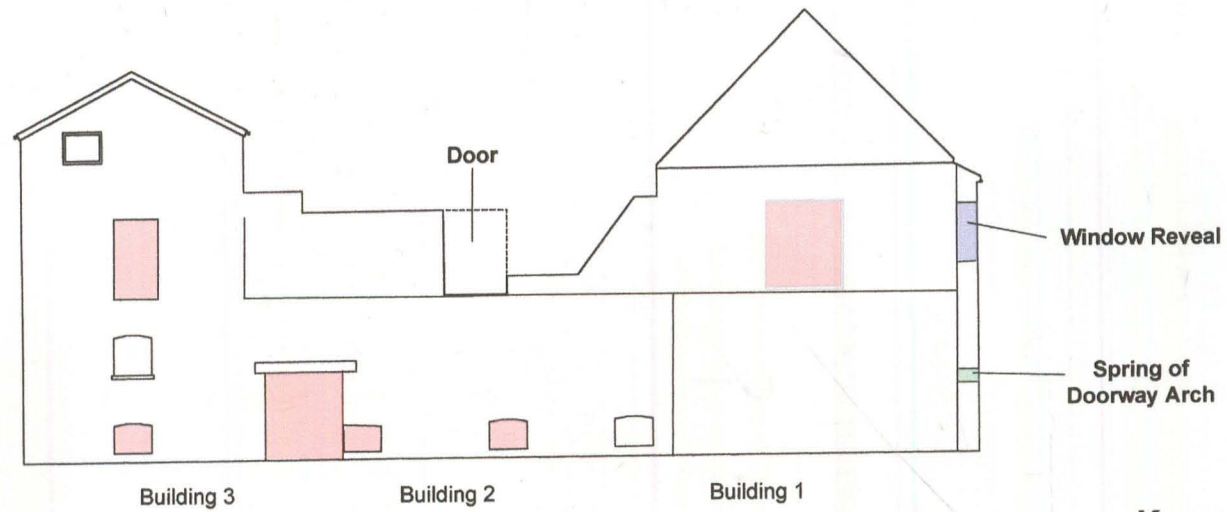 Door
Window Reveal
Spring of
Doorway Arch
Building 3
Building 2
Building 1